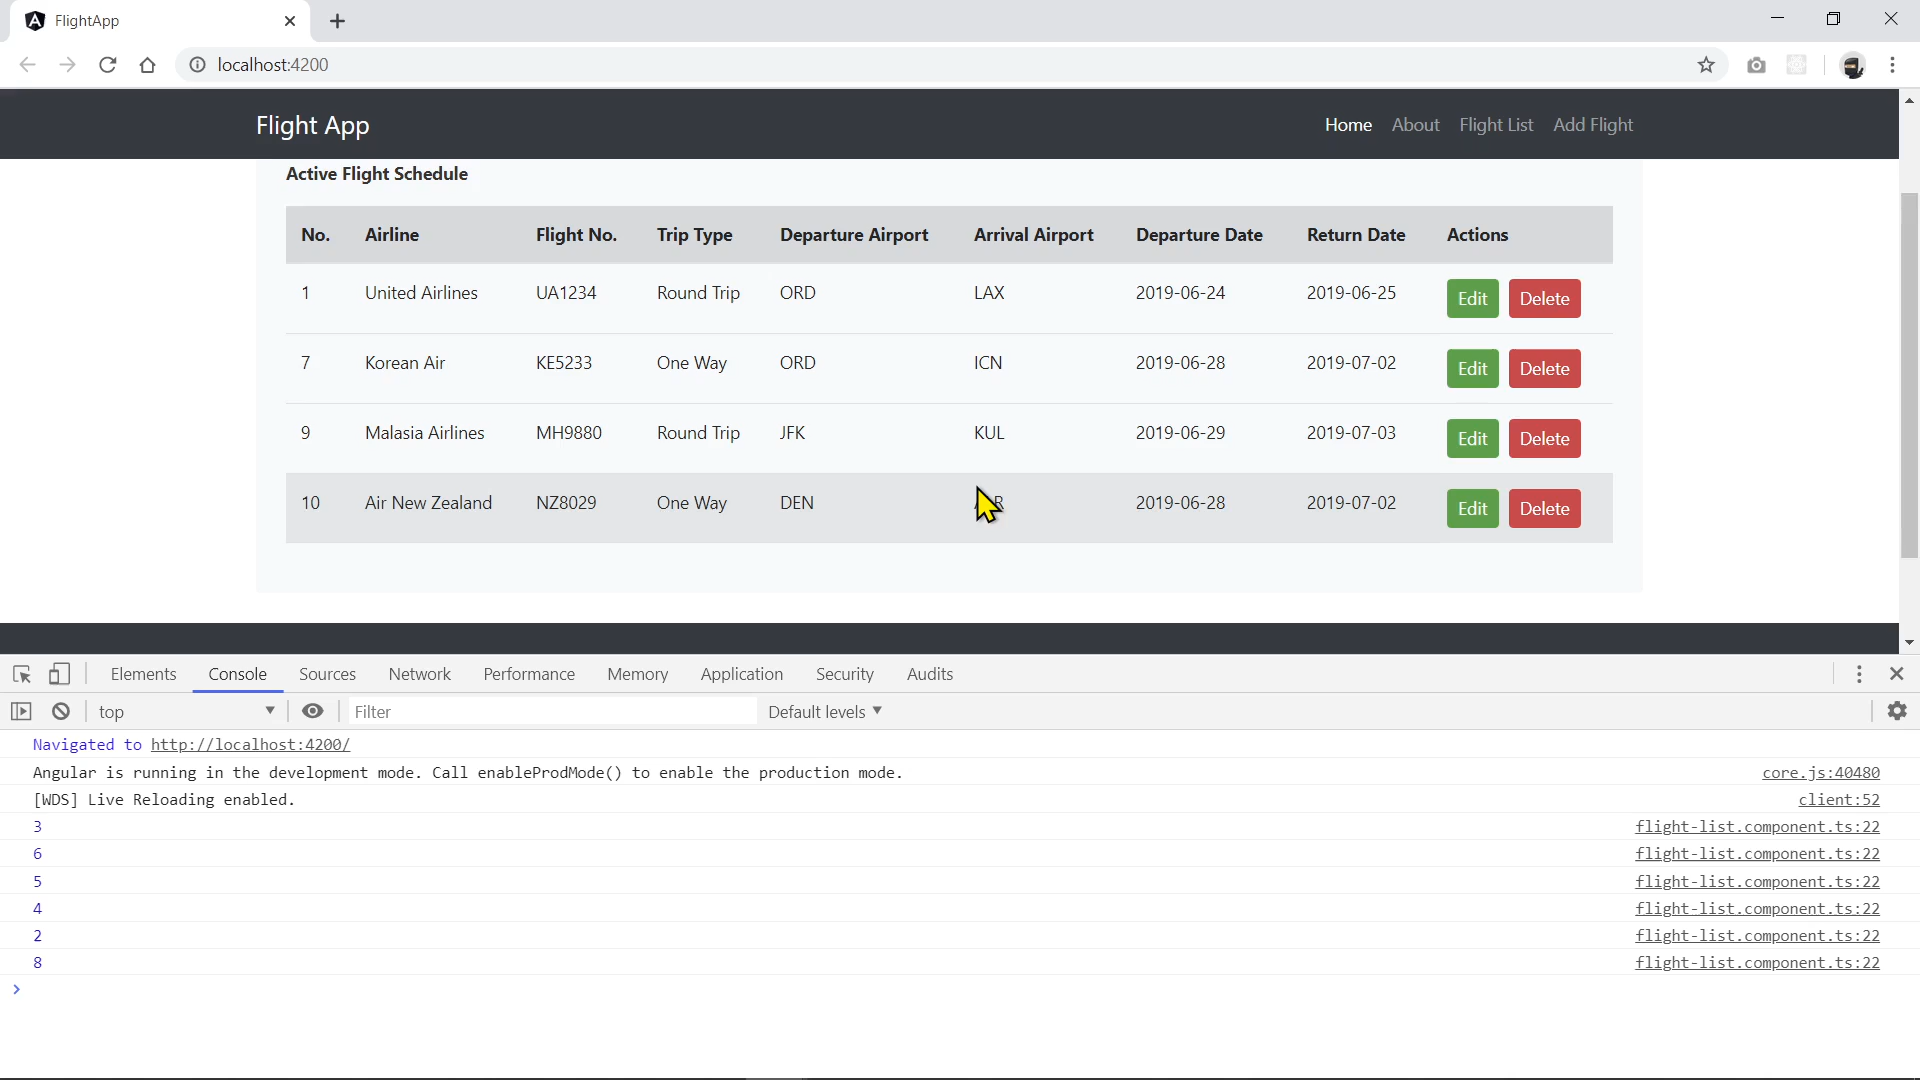 FlightApp
localhost:4200
Flight App Home About Flight List Add Flight
Active Flight Schedule
No. Airline Flight No. Trip Type Departure Airport Arrival Airport Departure Date Return Date Actions
1 United Airlines UA1234 Round Trip ORD LAX 2019-06-24 2019-06-25 Edit Delete
7 Korean Air KE5233 One Way ORD ICN 2019-06-28 2019-07-02 Edit Delete
9 Malasia Airlines MH9880 Round Trip JFK KUL 2019-06-29 2019-07-03 Edit Delete
10 Air New Zealand NZ8029 One Way DEN 2019-06-28 2019-07-02 Edit Delete
Elements Console Sources Network Performance Memory Application Security Audits
top Filter Default levels
Navigated to http://localhost:4200/
Angular is running in the development mode. Call enableProdMode() to enable the production mode. core.js:40480
[WDS] Live Reloading enabled. client:52
3 flight-list.component.ts:22
6 flight-list.component.ts:22
5 flight-list.component.ts:22
4 flight-list.component.ts:22
2 flight-list.component.ts:22
8 flight-list.component.ts:22